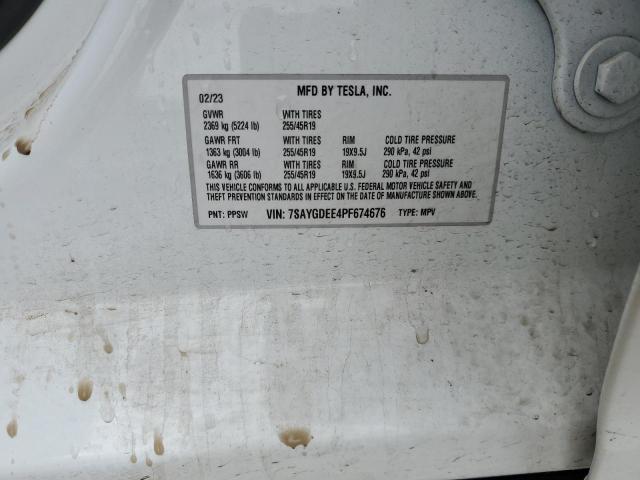 MFD BY TESLA, INC.
02/23
GVWR WITH TIRES
2369 kg (5224 lb) 255/45R19
GAWR FRT WITH TIRES RIM COLD TIRE PRESSURE
1363 kg (3004 lb) 255/45R19 19X9.5J 290 kPa, 42 psi
GAWR RR WITH TIRES RIM COLD TIRE PRESSURE
1636 kg (3606 lb) 255/45R19 19X9.5J 290 kPa, 42 psi
THIS VEHICLE CONFORMS TO ALL APPLICABLE U.S. FEDERAL MOTOR VEHICLE SAFETY AND
THEFT PREVENTION STANDARDS IN EFFECT ON THE DATE OF MANUFACTURE SHOWN ABOVE.
PNT: PPSW VIN: 7SAYGDEE4PF674676 TYPE: MPV